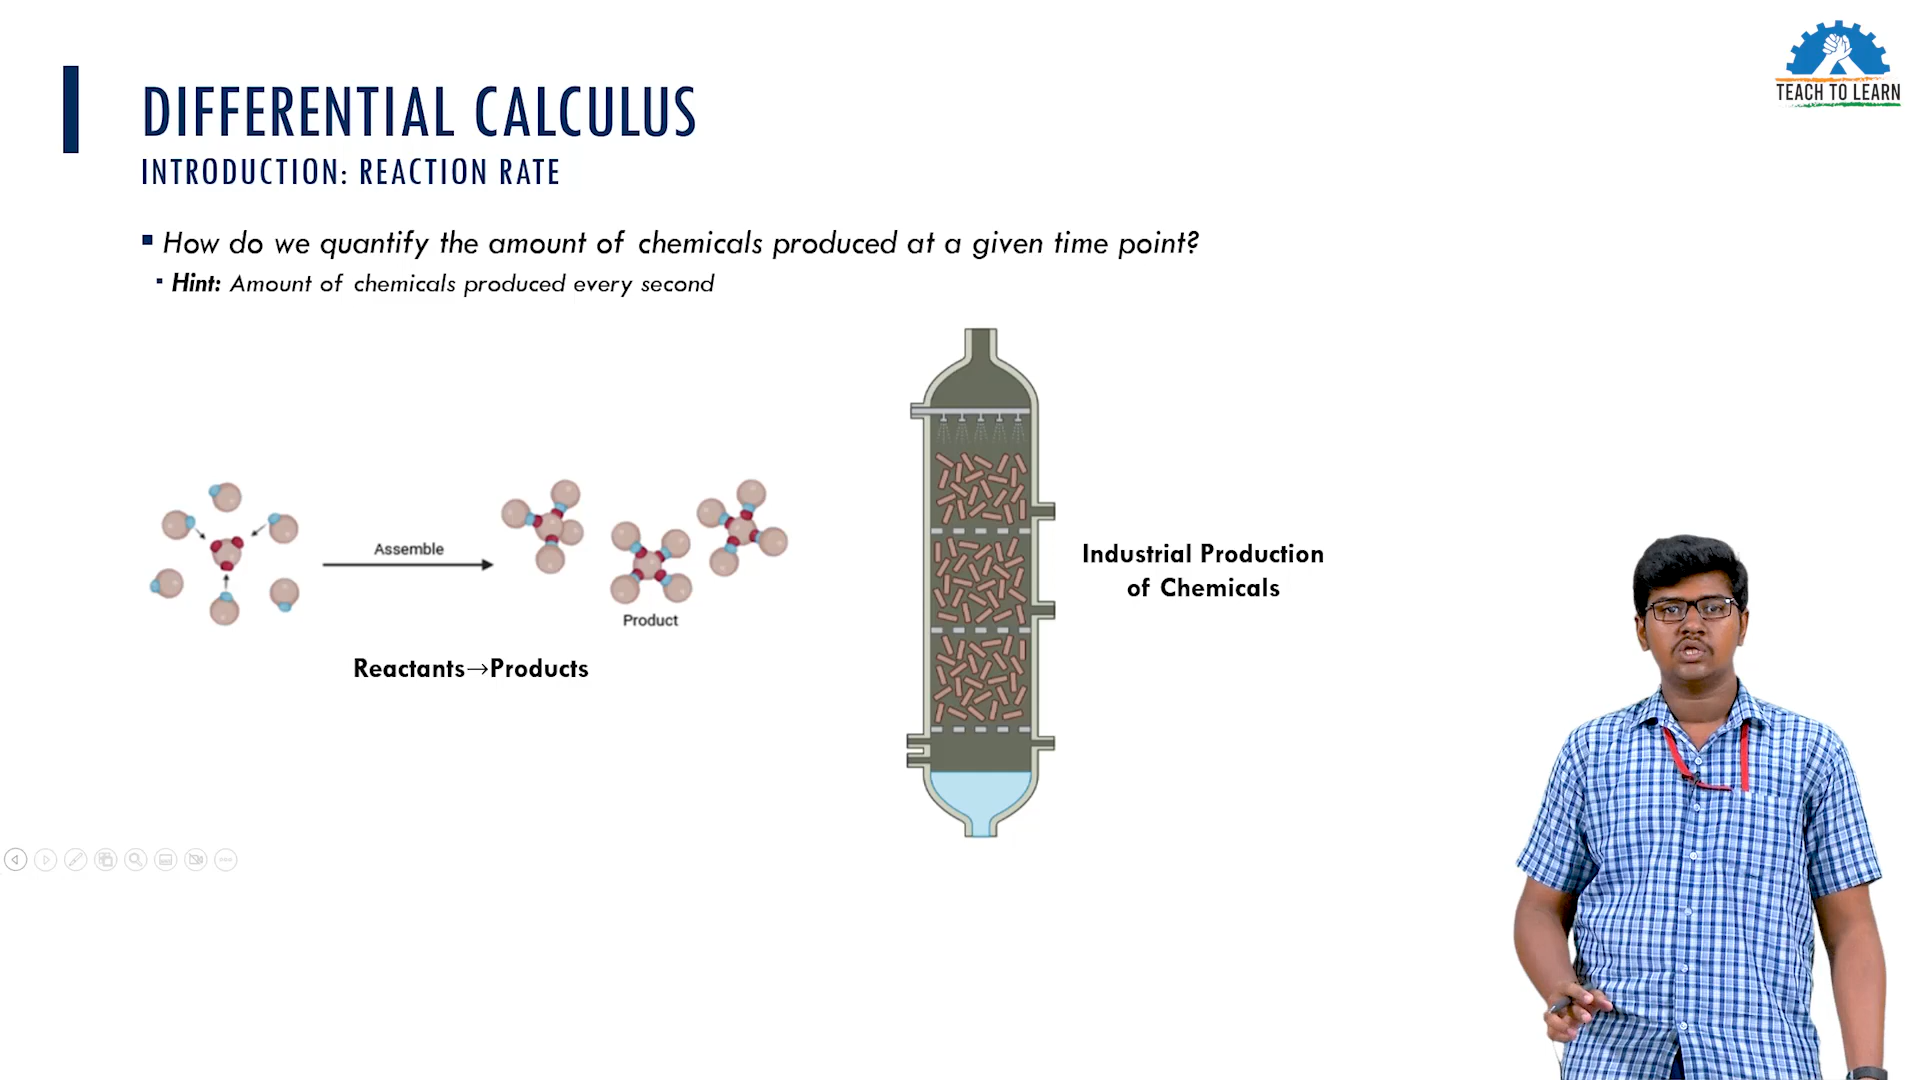 TEACH TO LEARN
DIFFERENTIAL CALCULUS
INTRODUCTION: REACTION RATE
How do we quantify the amount of chemicals produced at a given time point?
Hint: Amount of chemicals produced every second
Assemble
Product
Reactants→Products
Industrial Production
of Chemicals